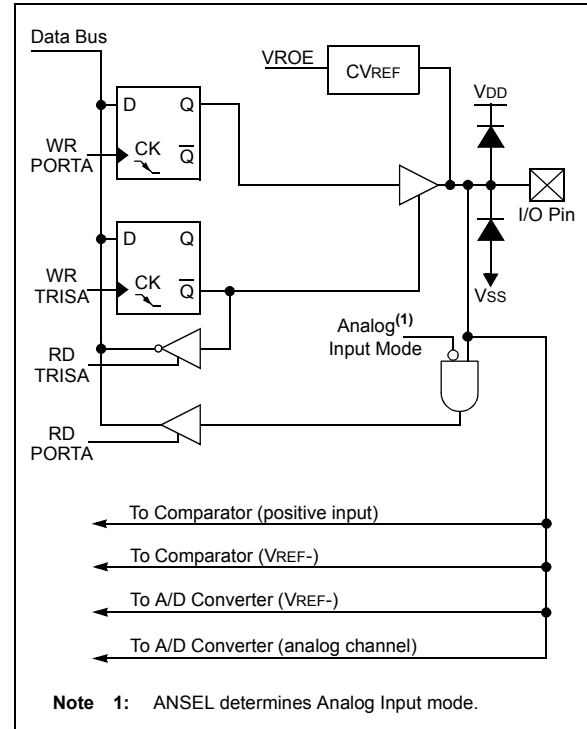 Data Bus
VROE
CVREF
VDD
D Q
WR
PORTA
CK
Q
I/O Pin
D Q
WR
TRISA
CK
Q
VSS
Analog(1)
Input Mode
RD
TRISA
RD
PORTA
To Comparator (positive input)
To Comparator (VREF-)
To A/D Converter (VREF-)
To A/D Converter (analog channel)
Note 1: ANSEL determines Analog Input mode.